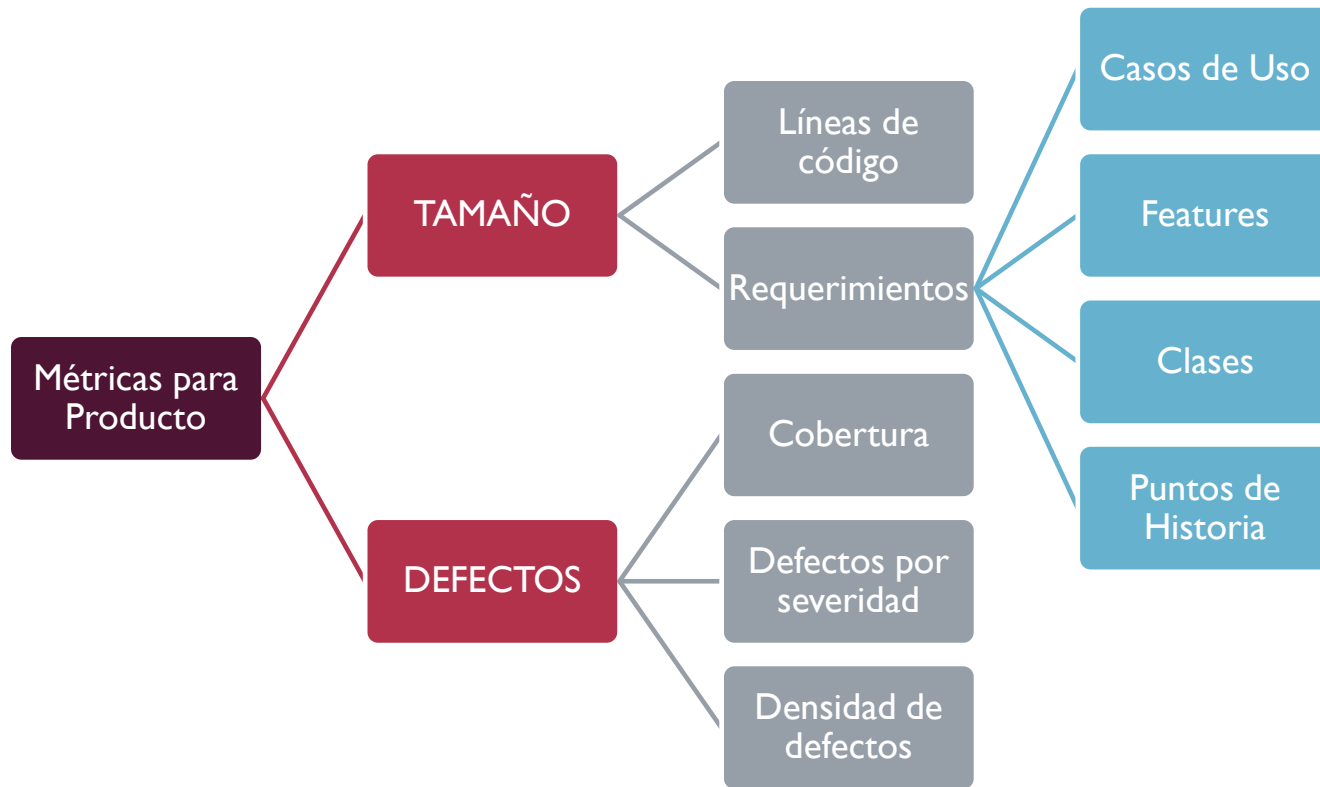 Métricas para
Producto
TAMAÑO
Líneas de
código
Requerimientos
Casos de Uso
Features
Clases
Puntos de
Historia
DEFECTOS
Cobertura
Defectos por
severidad
Densidad de
defectos